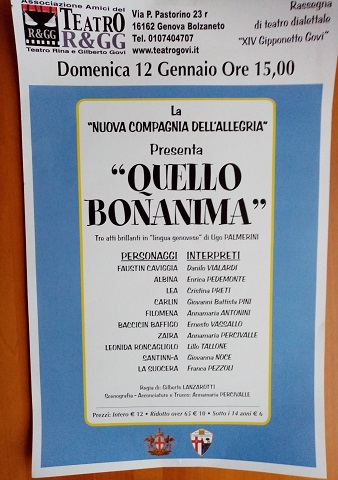 Associazione Amici del
TEATRO
R&GG
R&GG
Teatro Rina e Gilberto Govi
Via P. Pastorino 23 r
16162 Genova Bolzaneto
Tel. 0107404707
www.teatrogovi.it
Rassegna
di teatro dialettale
"XIV Gipponetto Govi"
Domenica 12 Gennaio Ore 15,00
La
"NUOVA COMPAGNIA DELL'ALLEGRIA"
Presenta
"QUELLO
BONANIMA"
Tre atti brillanti in "lingua genovese" di Ugo PALMERINI
PERSONAGGI INTERPRETI
FAUSTIN CAVIGGIA Danilo VIALARDI
ALBINA Enrica PEDEMONTE
LEA Cristina PRETI
CARLIN Giovanni Battista PINI
FILOMENA Annamaria ANTONINI
BACCICIN BAFFIGO Ernesto VASSALLO
ZAIRA Annamaria PERCIVALLE
LEONIDA RONCAGLIOLO Lillo TALLONE
SANTINN-A Giovanna NOCE
LA SUOCERA Franca PEZZOLI
Regia di: Gilberto LANZAROTTI
Scenografia - Acconciature e Trucco: Annamaria PERCIVALLE
Prezzi: Intero € 12 • Ridotto over 65 € 10 • Sotto i 14 anni € 6